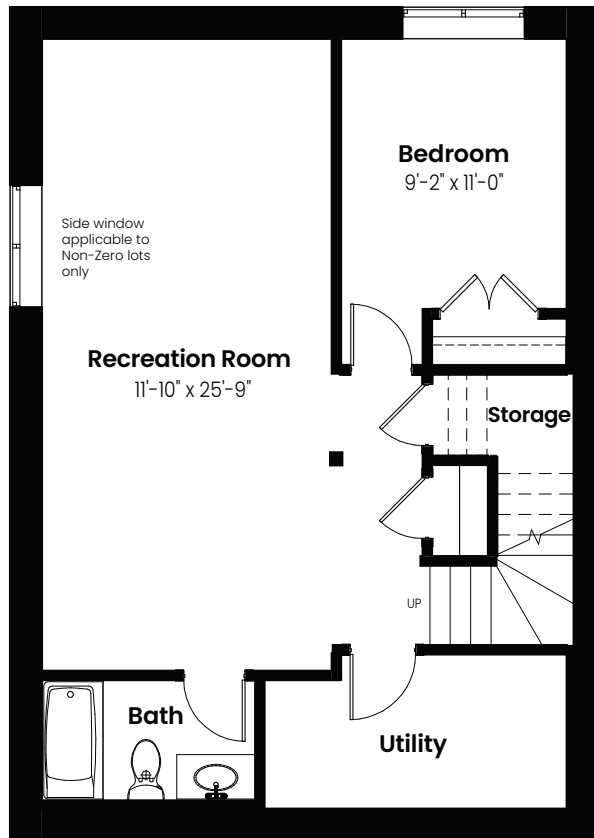 Bedroom
9'-2" x 11'-0"
Side window
applicable to
Non-Zero lots
only
Recreation Room
11'-10" x 25'-9"
Storage
UP
Bath
Utility